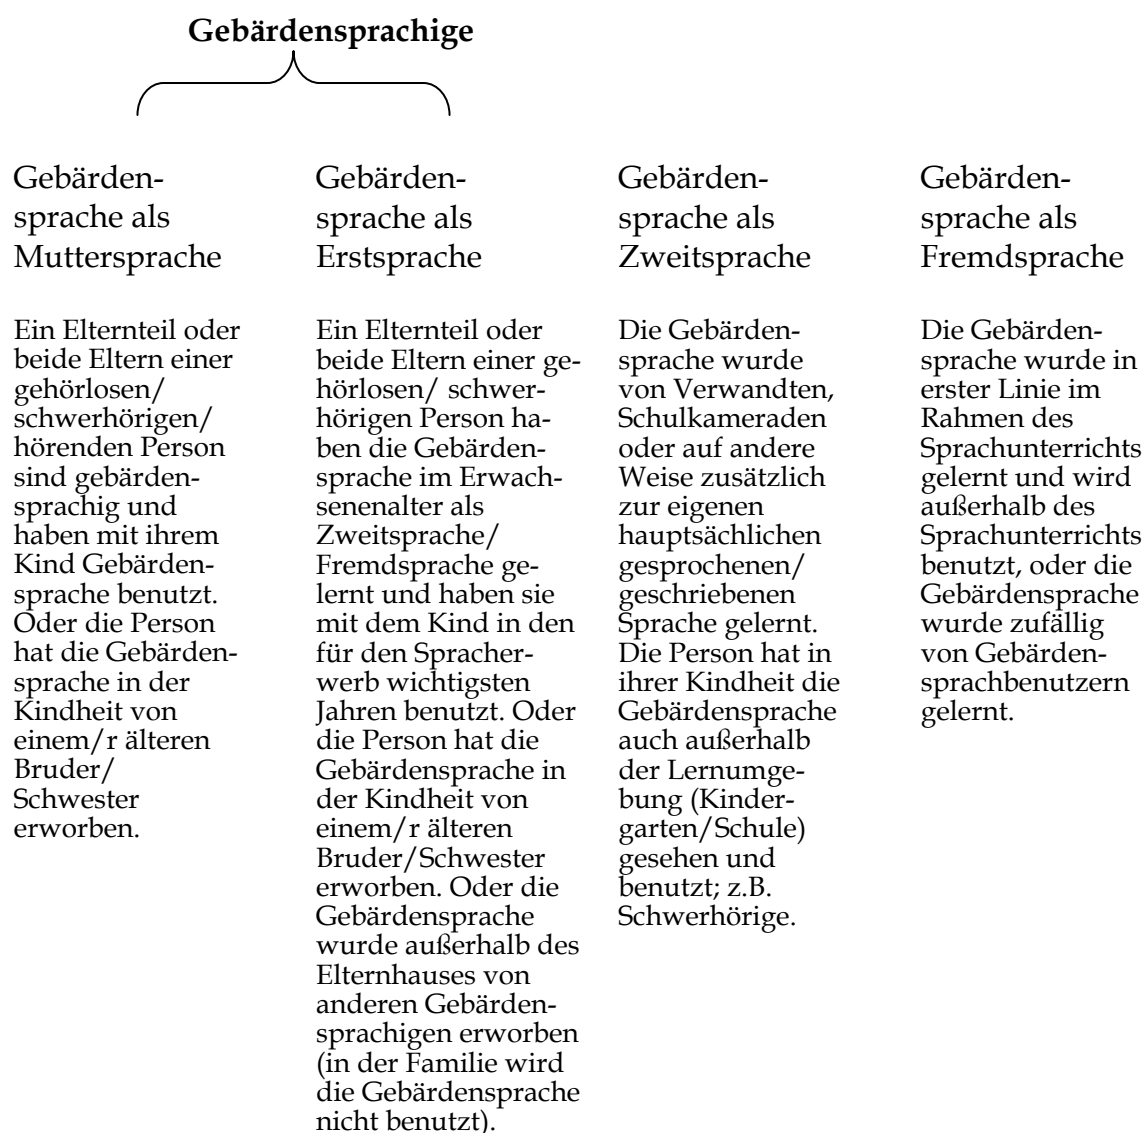 Gebärdensprachige
Gebärden-
sprache als
Muttersprache
Ein Elternteil oder
beide Eltern einer
gehörlosen/
schwerhörigen/
hörenden Person
sind gebärden-
sprachig und
haben mit ihrem
Kind Gebärden-
sprache benutzt.
Oder die Person
hat die Gebärden-
sprache in der
Kindheit von
einem/r älteren
Bruder/
Schwester
erworben.
Gebärden-
sprache als
Erstsprache
Ein Elternteil oder
beide Eltern einer ge-
hörlosen/ schwer-
hörigen Person ha-
ben die Gebärden-
sprache im Erwach-
senenalter als
Zweitsprache/
Fremdsprache ge-
lernt und haben sie
mit dem Kind in den
für den Spracher-
werb wichtigsten
Jahren benutzt. Oder
die Person hat die
Gebärdensprache in
der Kindheit von
einem/r älteren
Bruder/Schwester
erworben. Oder die
Gebärdensprache
wurde außerhalb des
Elternhauses von
anderen Gebärden-
sprachigen erworben
(in der Familie wird
die Gebärdensprache
nicht benutzt).
Gebärden-
sprache als
Zweitsprache
Die Gebärden-
sprache wurde
von Verwandten,
Schulkameraden
oder auf andere
Weise zusätzlich
zur eigenen
hauptsächlichen
gesprochenen/
geschriebenen
Sprache gelernt.
Die Person hat in
ihrer Kindheit die
Gebärdensprache
auch außerhalb
der Lernumge-
bung (Kinder-
garten/Schule)
gesehen und
benutzt; z.B.
Schwerhörige.
Gebärden-
sprache als
Fremdsprache
Die Gebärden-
sprache wurde in
erster Linie im
Rahmen des
Sprachunterrichts
gelernt und wird
außerhalb des
Sprachunterrichts
benutzt, oder die
Gebärdensprache
wurde zufällig
von Gebärden-
sprachbenutzern
gelernt.